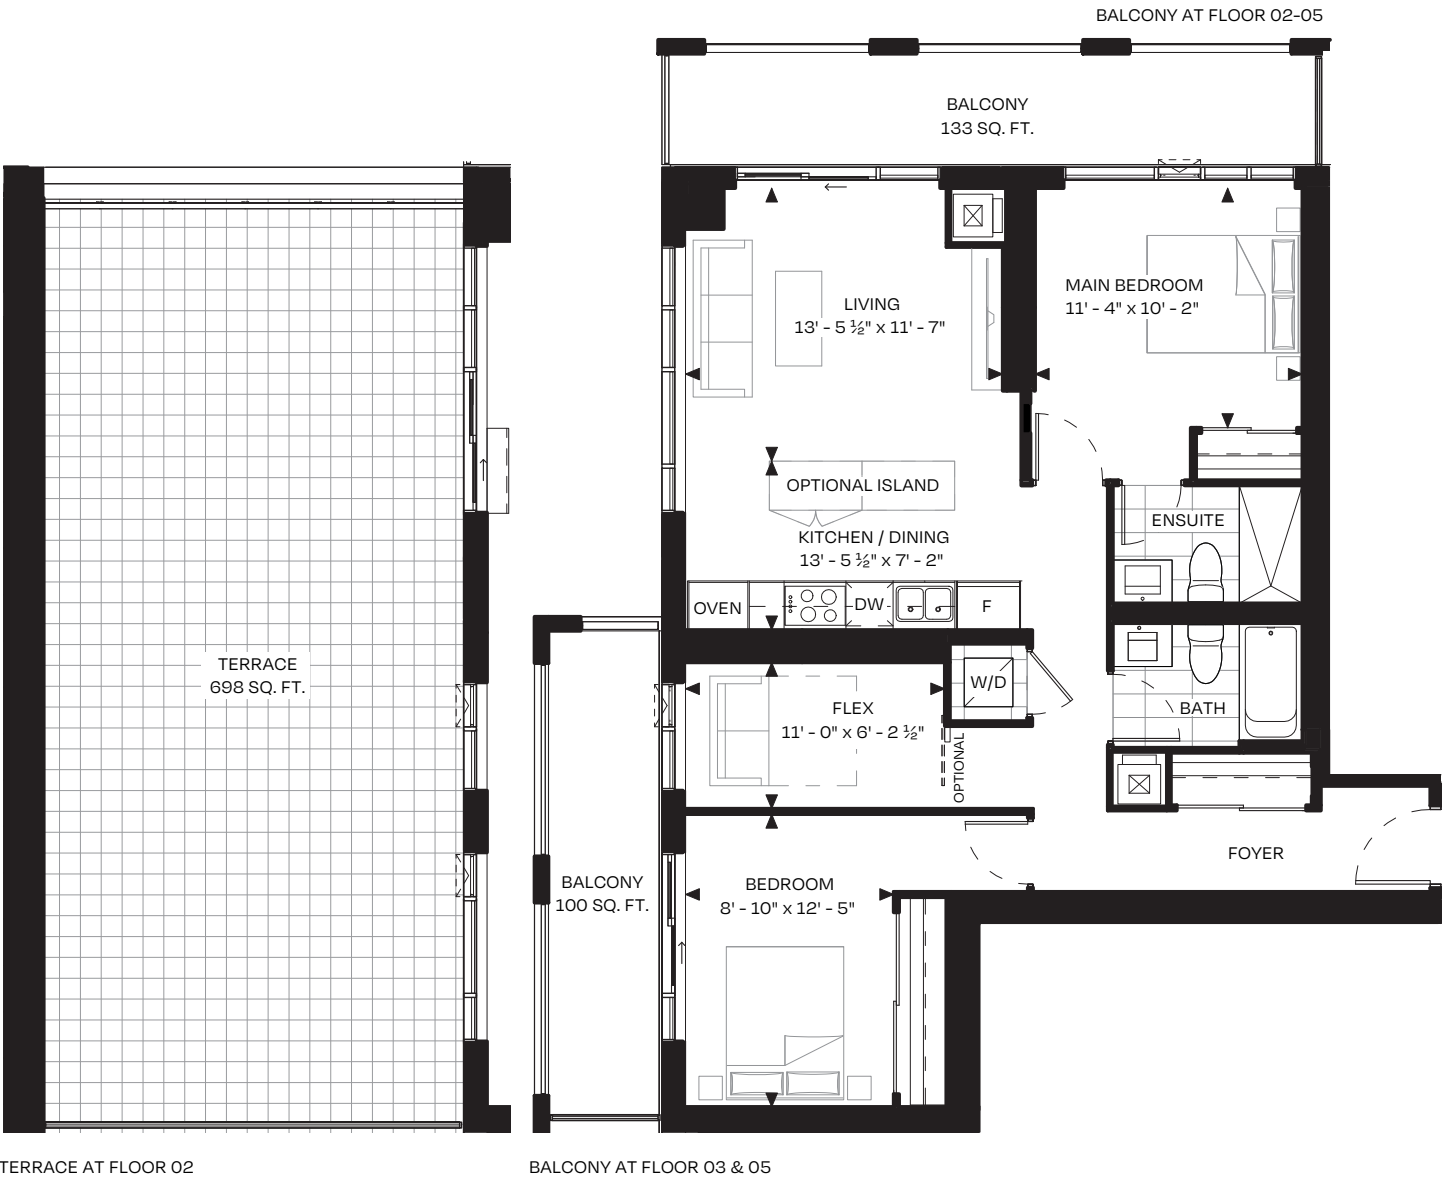 BALCONY AT FLOOR 02-05
BALCONY
133 SQ. FT.
LIVING
13' - 5 ½" x 11' - 7"
MAIN BEDROOM
11' - 4" x 10' - 2"
OPTIONAL ISLAND
KITCHEN / DINING
13' - 5 ½" x 7' - 2"
ENSUITE
OVEN
DW
F
TERRACE
698 SQ. FT.
W/D
FLEX
11' - 0" x 6' - 2 ½"
OPTIONAL
BATH
FOYER
BALCONY
100 SQ. FT.
BEDROOM
8' - 10" x 12' - 5"
TERRACE AT FLOOR 02
BALCONY AT FLOOR 03 & 05